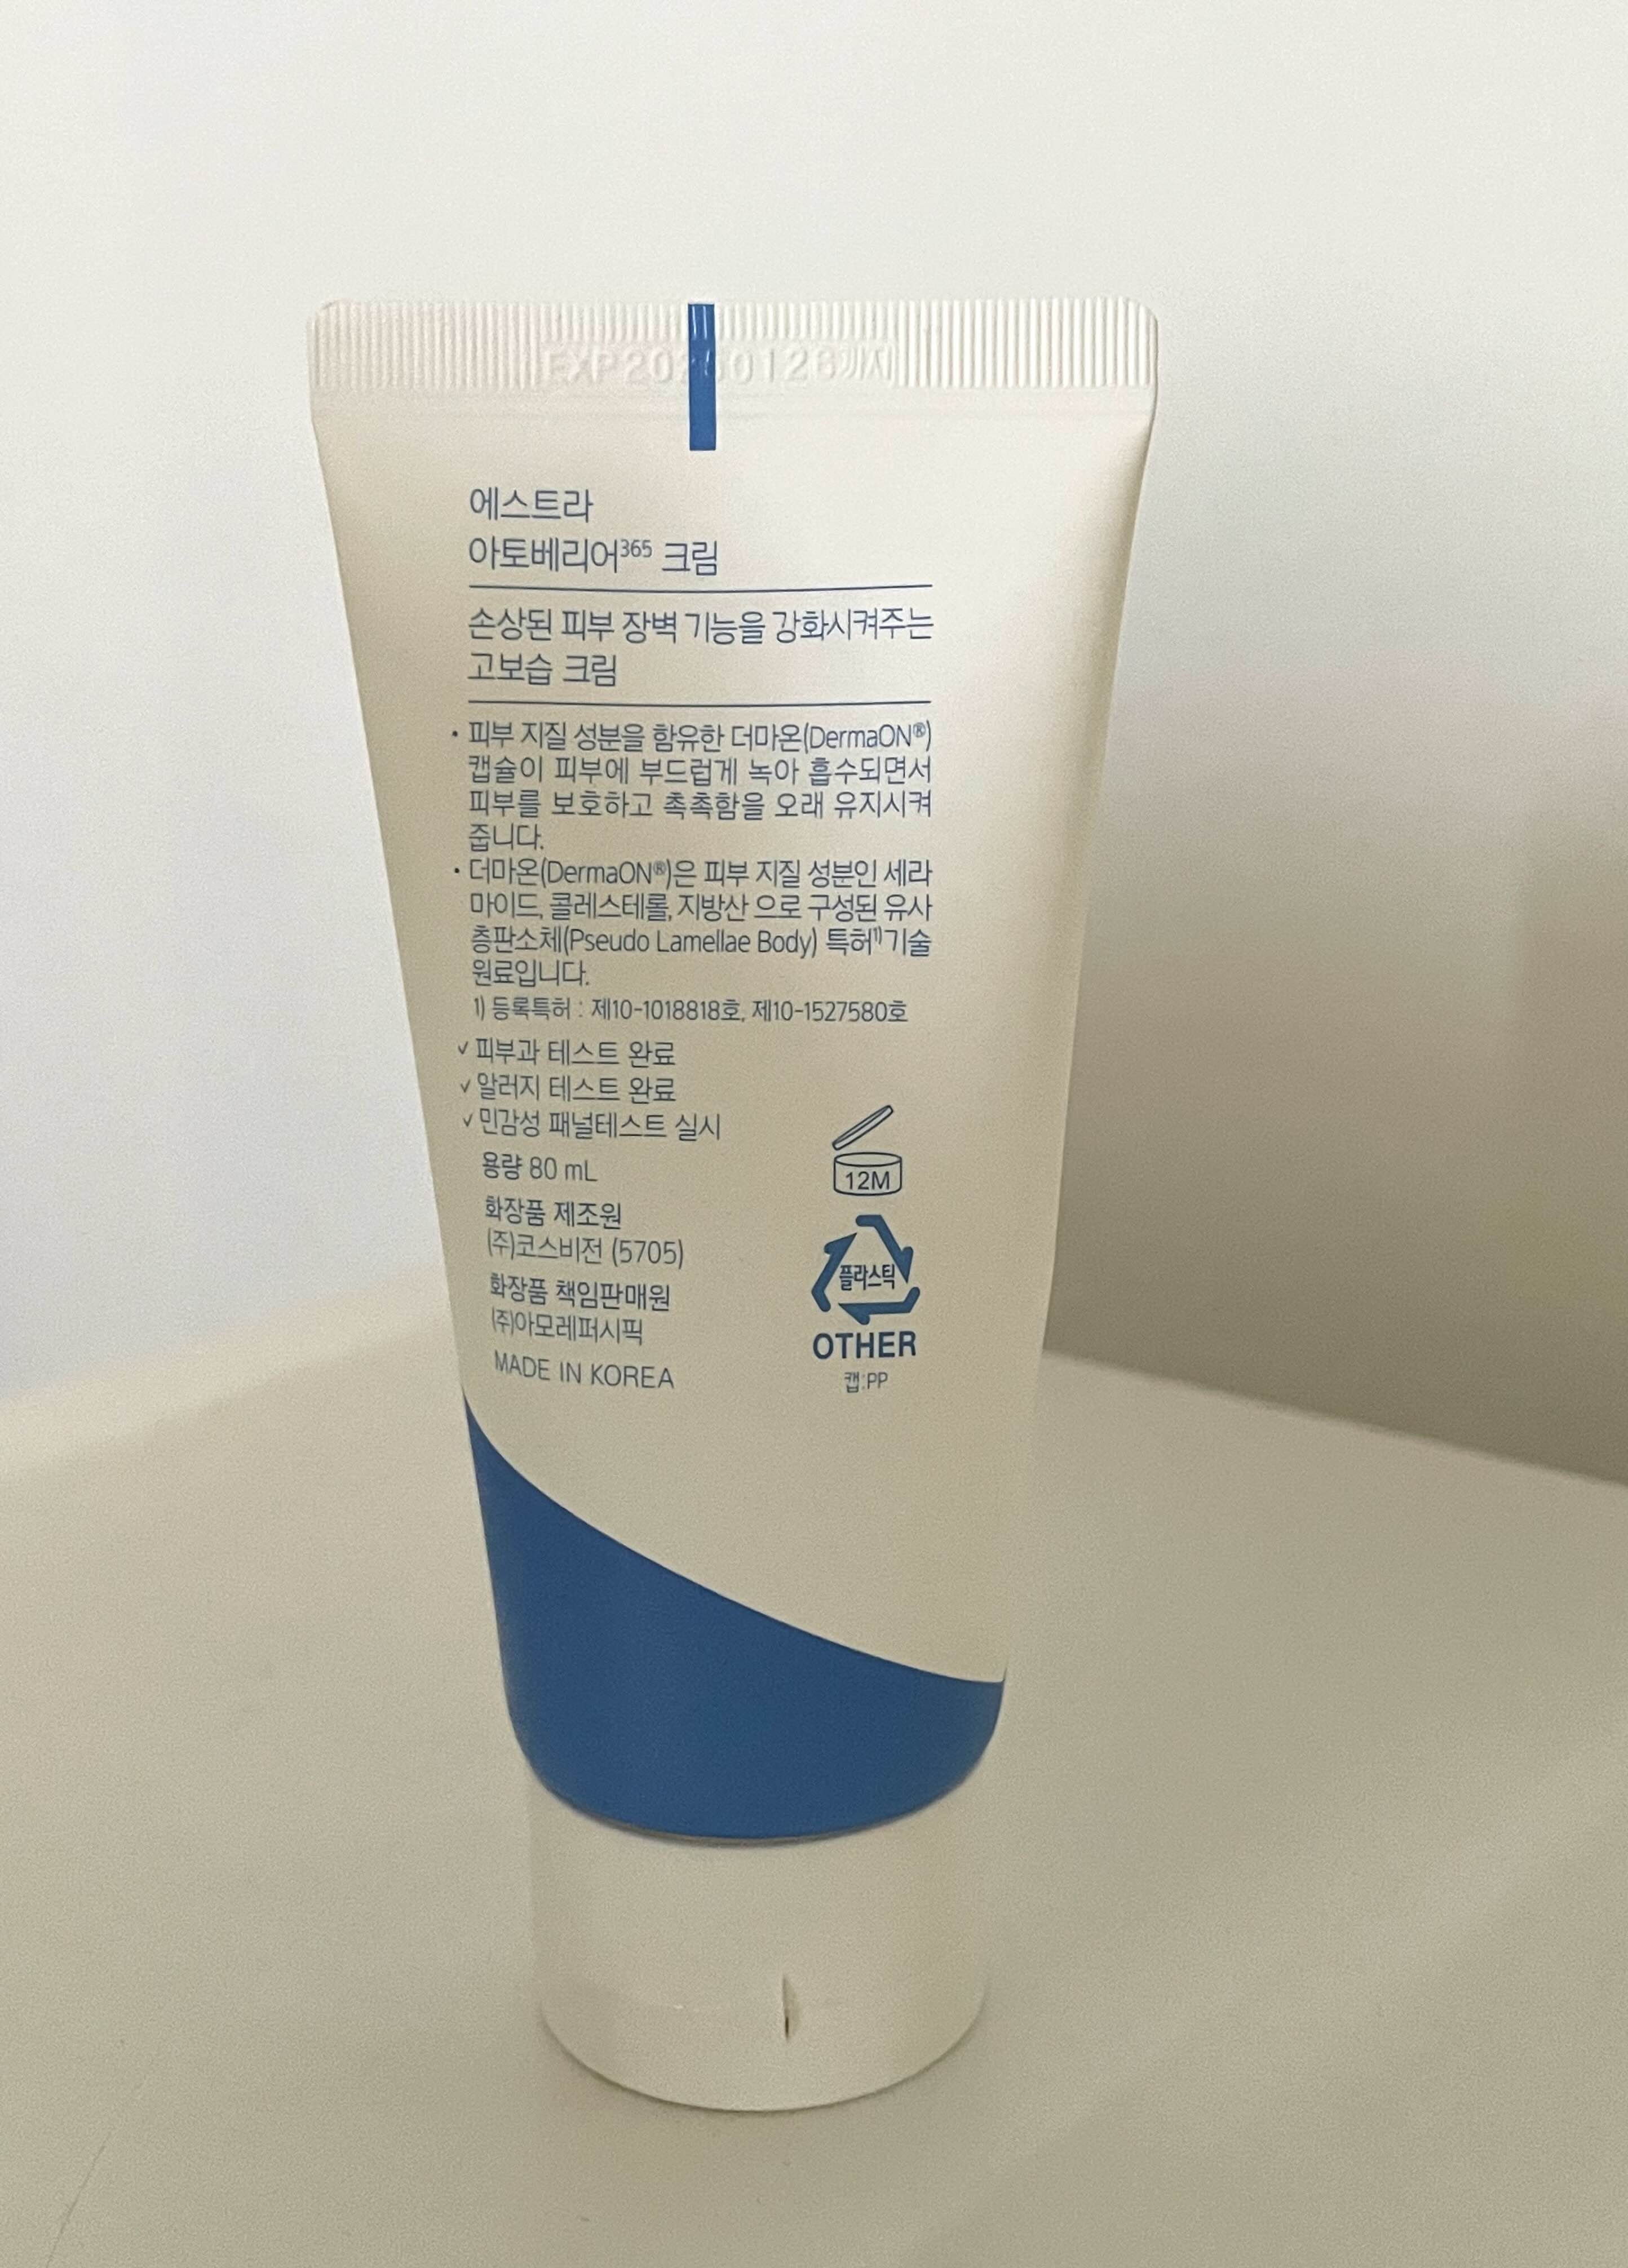 에스트라
아토베리어365 크림
손상된 피부 장벽 기능을 강화시켜주는
고보습 크림
· 피부 지질 성분을 함유한 더마온(DermaON®)
캡슐이 피부에 부드럽게 녹아 흡수되면서
피부를 보호하고 촉촉함을 오래 유지시켜
줍니다.
· 더마온(DermaON®)은 피부 지질 성분인 세라
마이드, 콜레스테롤, 지방산 으로 구성된 유사
층판소체(Pseudo Lamellae Body) 특허1)기술
원료입니다.
1) 등록특허 : 제10-1018818호, 제10-1527580호
✓ 피부과 테스트 완료
✓ 알러지 테스트 완료
✓ 민감성 패널테스트 실시
용량 80 mL
화장품 제조원
(주)코스비전 (5705)
화장품 책임판매원
(주)아모레퍼시픽
MADE IN KOREA
12M
플라스틱
OTHER
캡:PP